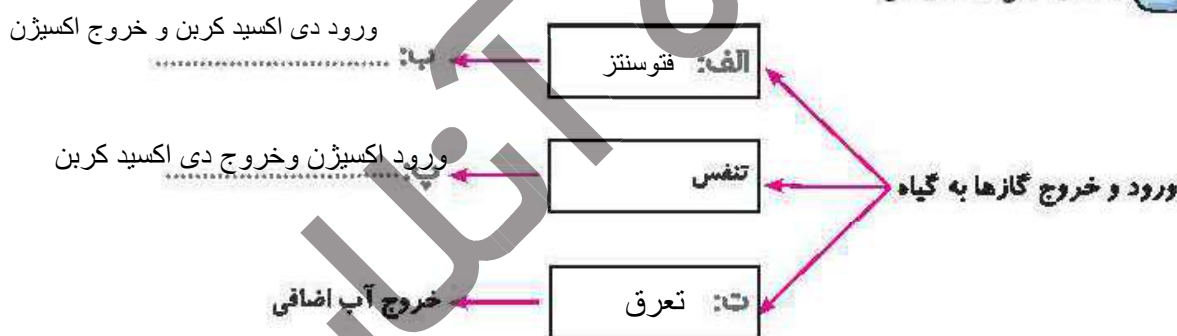 ورود دی اکسید کربن و خروج اکسیژن
الف: فتوسنتز
ب: ........................
ورود و خروج گازها به گیاه
تنفس
پ: ورود اکسیژن وخروج دی اکسید کربن
ت: تعرق
خروج آب اضافی